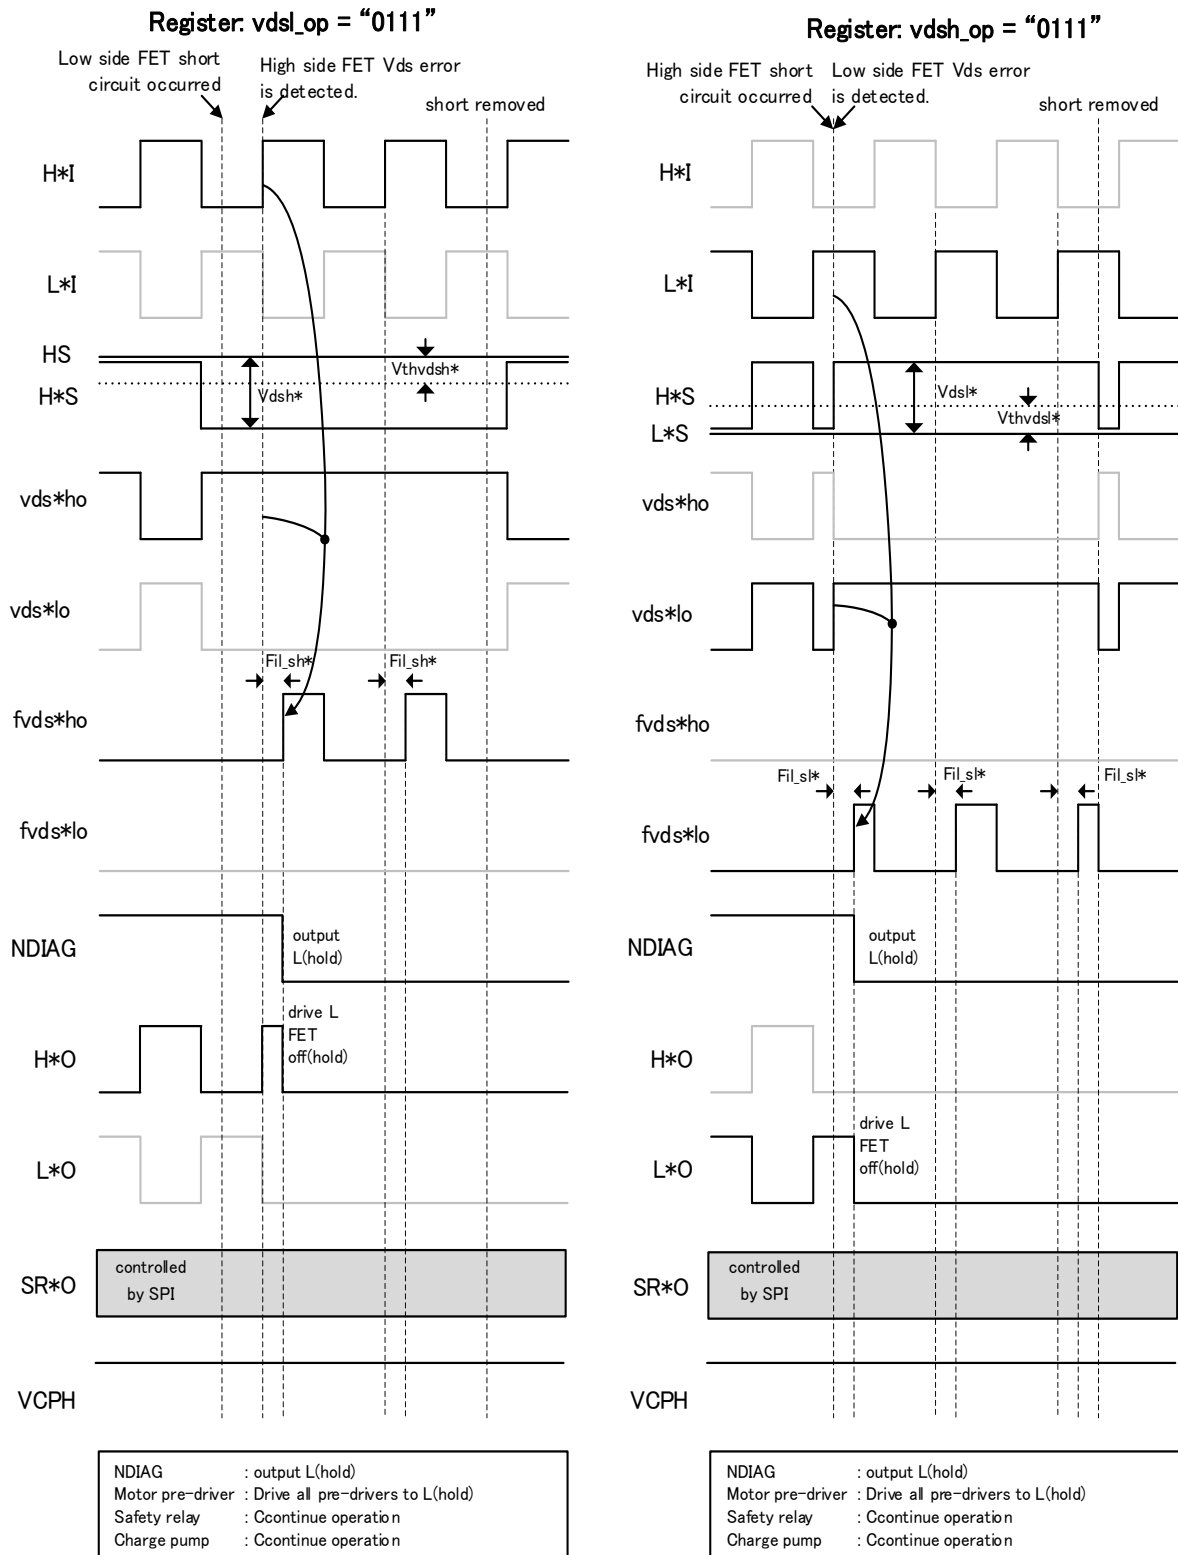 Register: vdsl_op = “0111”
Low side FET short
circuit occurred
High side FET Vds error
is detected.
short removed
H*I
L*I
HS
Vthvdsh*
H*S
Vdsh*
vds*ho
vds*lo
Fil_sh*
Fil_sh*
fvds*ho
fvds*lo
NDIAG
output
L(hold)
drive L
FET
off(hold)
H*O
L*O
SR*O
controlled
by SPI
VCPH
NDIAG : output L(hold)
Motor pre-driver : Drive all pre-drivers to L(hold)
Safety relay : Ccontinue operation
Charge pump : Ccontinue operation
Register: vdsh_op = “0111”
High side FET short
circuit occurred
Low side FET Vds error
is detected.
short removed
H*I
L*I
H*S
Vdsl*
Vthvdsl*
L*S
vds*ho
vds*lo
fvds*ho
Fil_sl*
Fil_sl*
Fil_sl*
fvds*lo
NDIAG
output
L(hold)
H*O
drive L
FET
off(hold)
L*O
SR*O
controlled
by SPI
VCPH
NDIAG : output L(hold)
Motor pre-driver : Drive all pre-drivers to L(hold)
Safety relay : Ccontinue operation
Charge pump : Ccontinue operation